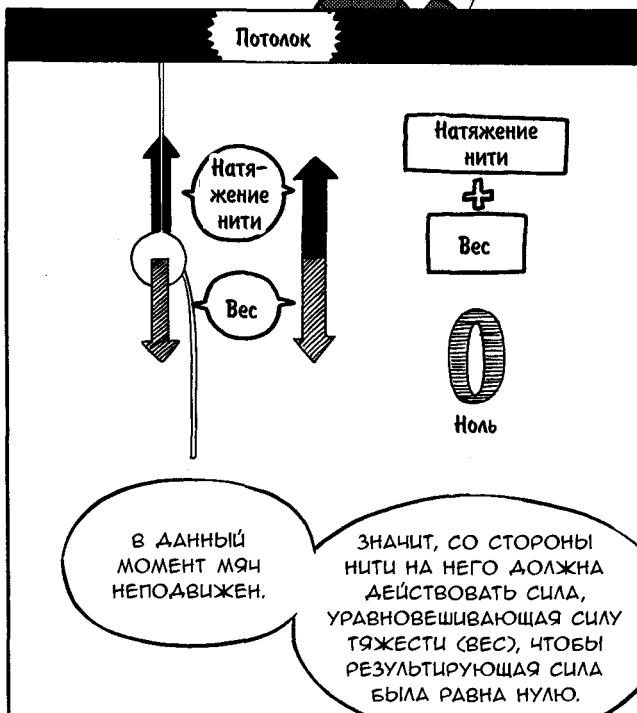 Потолок
Натя-
жение
нити
Вес
Натяжение
нити
+
Вес
0
Ноль
В ДАННЫЙ
МОМЕНТ МЯЧ
НЕПОДВИЖЕН.
ЗНАЧИТ, СО СТОРОНЫ
НИТИ НА НЕГО ДОЛЖНА
ДЕЙСТВОВАТЬ СИЛА,
УРАВНОВЕШИВАЮЩАЯ СИЛУ
ТЯЖЕСТИ (ВЕС), ЧТОБЫ
РЕЗУЛЬТИРУЮЩАЯ СИЛА
БЫЛА РАВНА НУЛЮ.